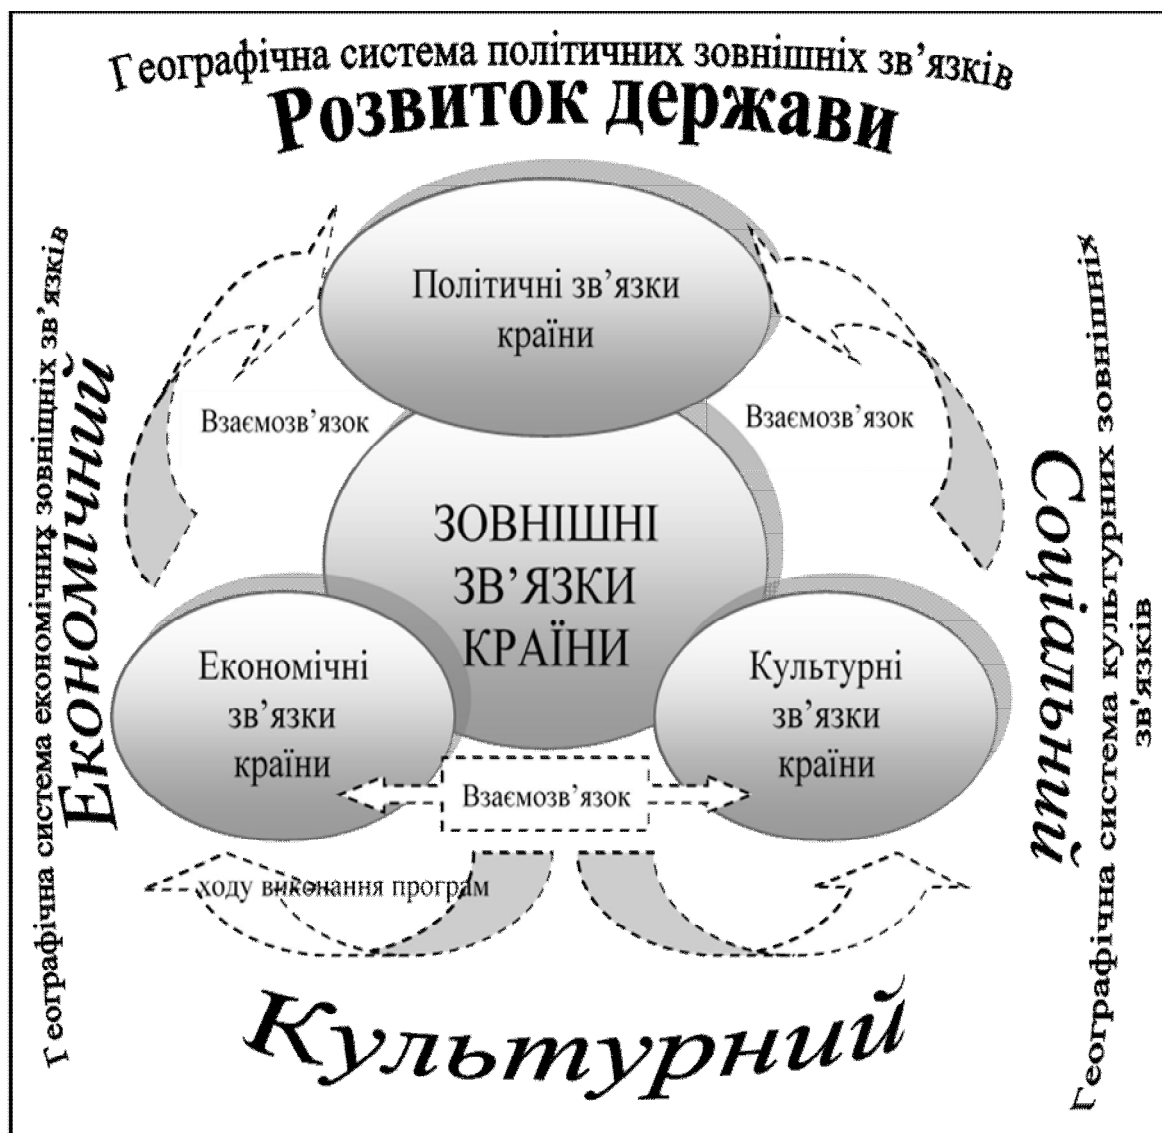 Географічна система політичних зовнішніх зв’язків
Розвиток держави
Політичні зв’язки
країни
Взаємозв’язок
Взаємозв’язок
Географічна система економічних зовнішніх зв’язків
Економічний
ЗОВНІШНІ
ЗВ’ЯЗКИ
КРАЇНИ
Соціальний
Географічна система культурних зовнішніх
зв’язків
Економічні
зв’язки
країни
Культурні
зв’язки
країни
Взаємозв’язок
ходу виконання програм
Культурний